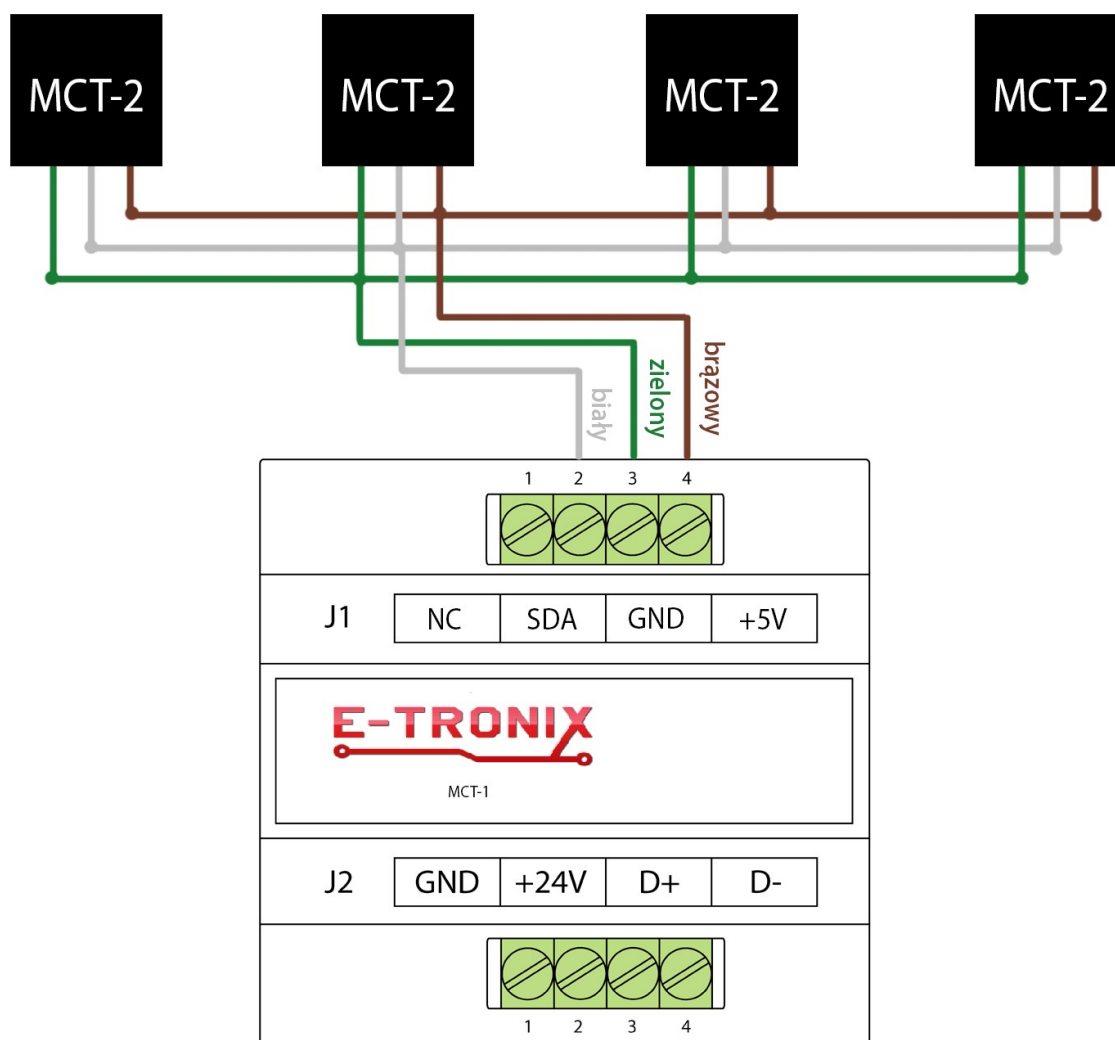 MCT-2 MCT-2 MCT-2 MCT-2
biały
zielony
brązowy
1 2 3 4
J1 NC SDA GND +5V
E-TRONIX
MCT-1
J2 GND +24V D+ D-
1 2 3 4